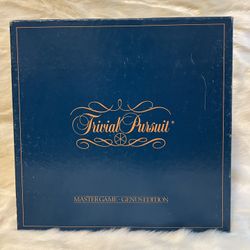 Trivial Pursuit®
MASTER GAME - GENUS EDITION